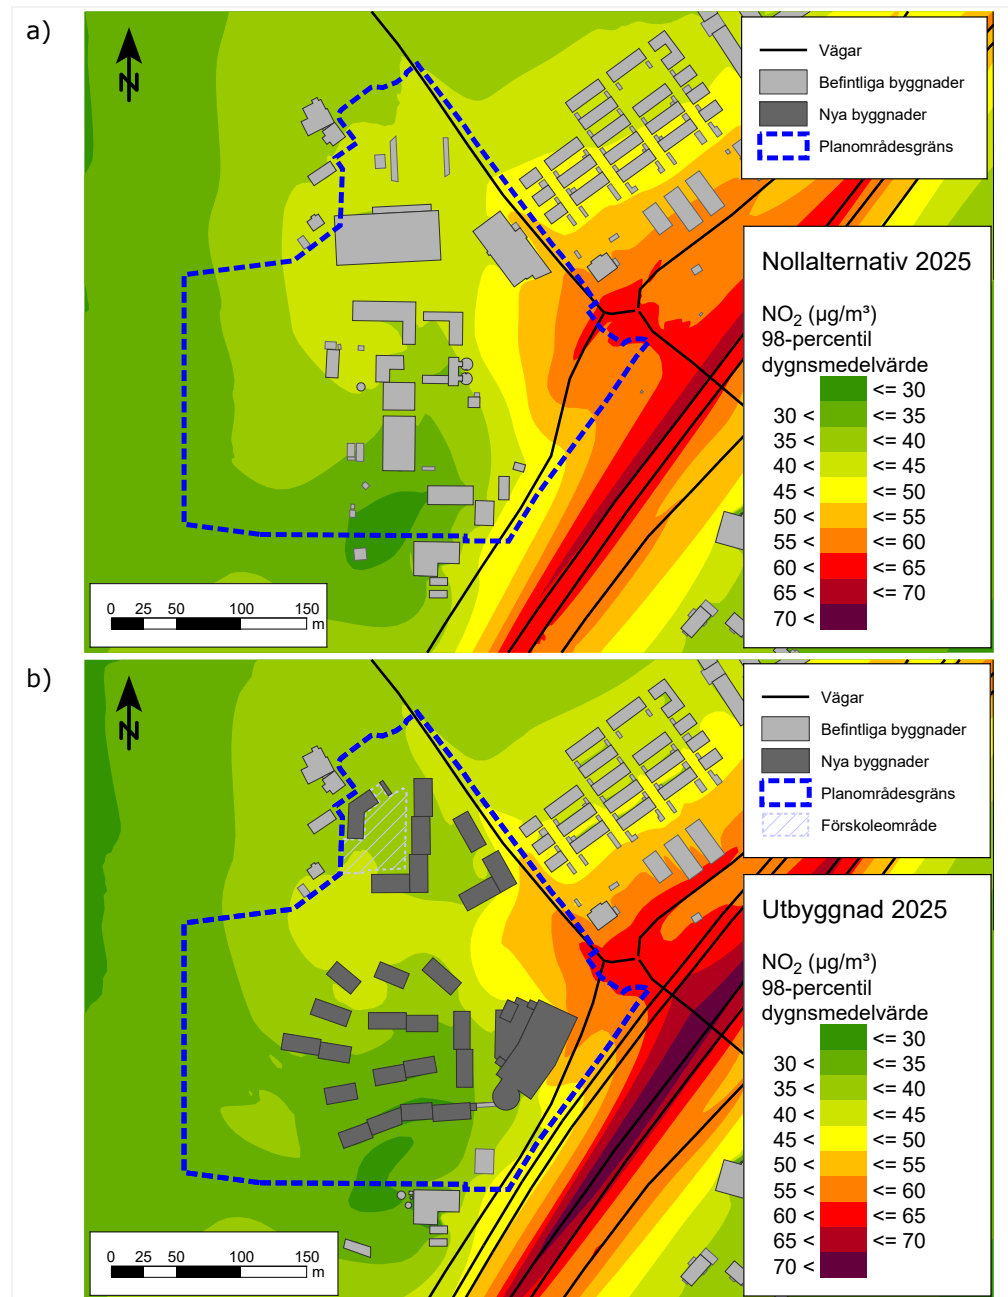 a)
N
Vägar
Befintliga byggnader
Nya byggnader
Planområdesgräns
Nollalternativ 2025
NO2 (µg/m³)
98-percentil
dygnsmedelvärde
<= 30
30 < <= 35
35 < <= 40
40 < <= 45
45 < <= 50
50 < <= 55
55 < <= 60
60 < <= 65
65 < <= 70
70 <
0 25 50 100 150
m
b)
N
Vägar
Befintliga byggnader
Nya byggnader
Planområdesgräns
Förskoleområde
Utbyggnad 2025
NO2 (µg/m³)
98-percentil
dygnsmedelvärde
<= 30
30 < <= 35
35 < <= 40
40 < <= 45
45 < <= 50
50 < <= 55
55 < <= 60
60 < <= 65
65 < <= 70
70 <
0 25 50 100 150
m